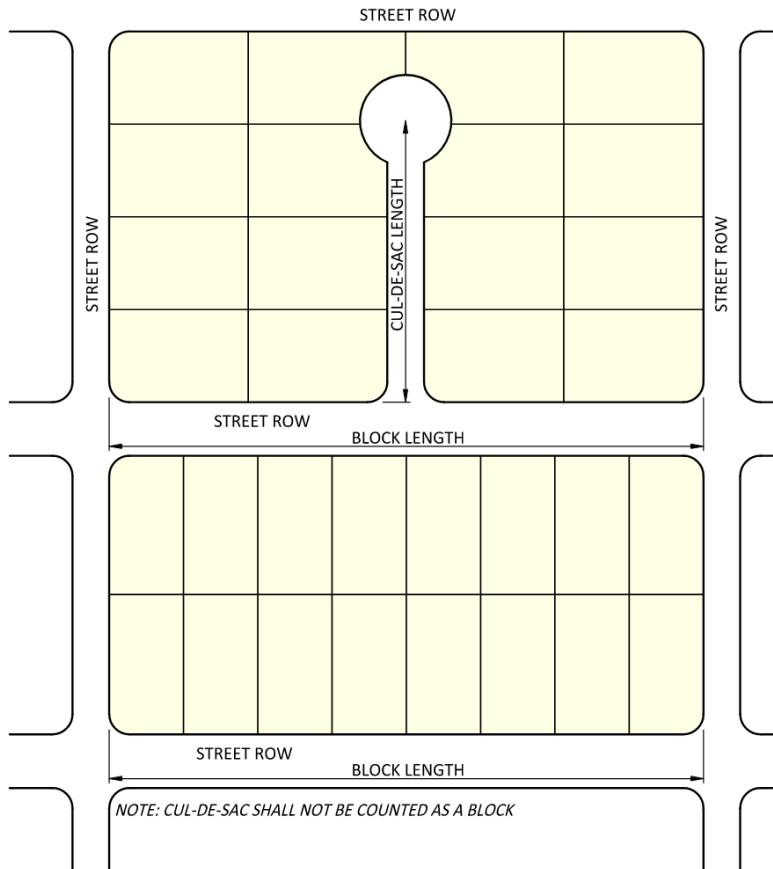 STREET ROW
STREET ROW
CUL-DE-SAC LENGTH
STREET ROW
STREET ROW
BLOCK LENGTH
STREET ROW
BLOCK LENGTH
NOTE: CUL-DE-SAC SHALL NOT BE COUNTED AS A BLOCK